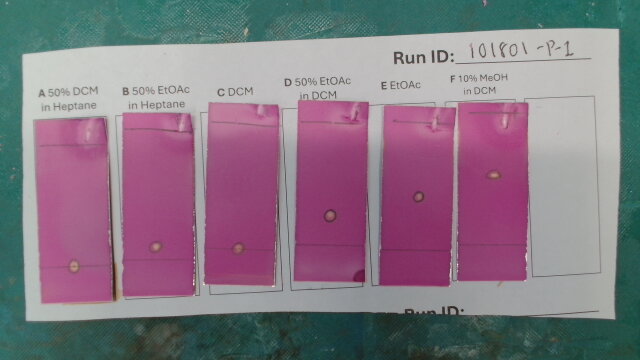 Run ID: 101801-P-1
A 50% DCM
in Heptane
B 50% EtOAc
in Heptane
C DCM
D 50% EtOAc
in DCM
E EtOAc
F 10% MeOH
in DCM
Run ID: